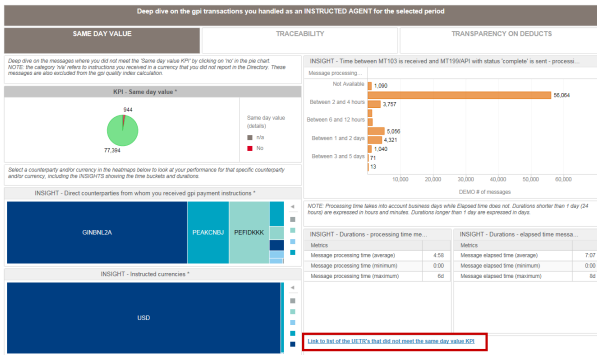 Deep dive on the gpi transactions you handled as an INSTRUCTED AGENT for the selected period
SAME DAY VALUE
TRACEABILITY
TRANSPARENCY ON DEDUCTS
Deep dive on the messages where you did not meet the 'Same day value KPI' by clicking on 'no' in the pie chart
NOTE: the category 'n/a' refers to instructions you received in a currency that you did not report in the Directory. These
messages are also excluded from the gpi quality index calculation.
KPI - Same day value *
944
77,394
Same day value
(details)
n/a
No
Select a counterparty and/or currency in the heatmaps below to look at your performance for that specific counterparty
and/or currency, including the INSIGHTS showing the time buckets and durations.
INSIGHT - Direct counterparties from whom you received gpi payment instructions *
GINBNL2A
PEAKCNBJ
PEFIDKKK
INSIGHT - Instructed currencies *
USD
INSIGHT - Time between MT103 is received and MT199/API with status 'complete' is sent - processi...
Message processing...
Not Available
1,090
56,064
Between 2 and 4 hours
3,757
Between 6 and 12 hours
5,056
Between 1 and 2 days
4,321
1,040
Between 3 and 5 days
71
13
10,000 20,000 30,000 40,000 50,000 60,000
DEMO # of messages
NOTE: Processing time takes into account business days while Elapsed time does not. Durations shorter than 1 day (24
hours) are expressed in hours and minutes. Durations longer than 1 day are expressed in days.
INSIGHT - Durations - processing time me...
Metrics
Message processing time (average) 4:58
Message processing time (minimum) 0:00
Message processing time (maximum) 6d
INSIGHT - Durations - elapsed time messa...
Metrics
Message elapsed time (average) 7:07
Message elapsed time (minimum) 0:00
Message elapsed time (maximum) 8d
Link to list of the UETR's that did not meet the same day value KPI